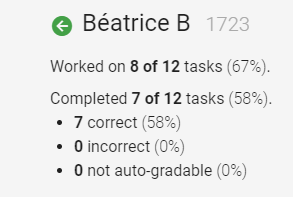 Béatrice B 1723
Worked on 8 of 12 tasks (67%).
Completed 7 of 12 tasks (58%).
• 7 correct (58%)
• 0 incorrect (0%)
• 0 not auto-gradable (0%)